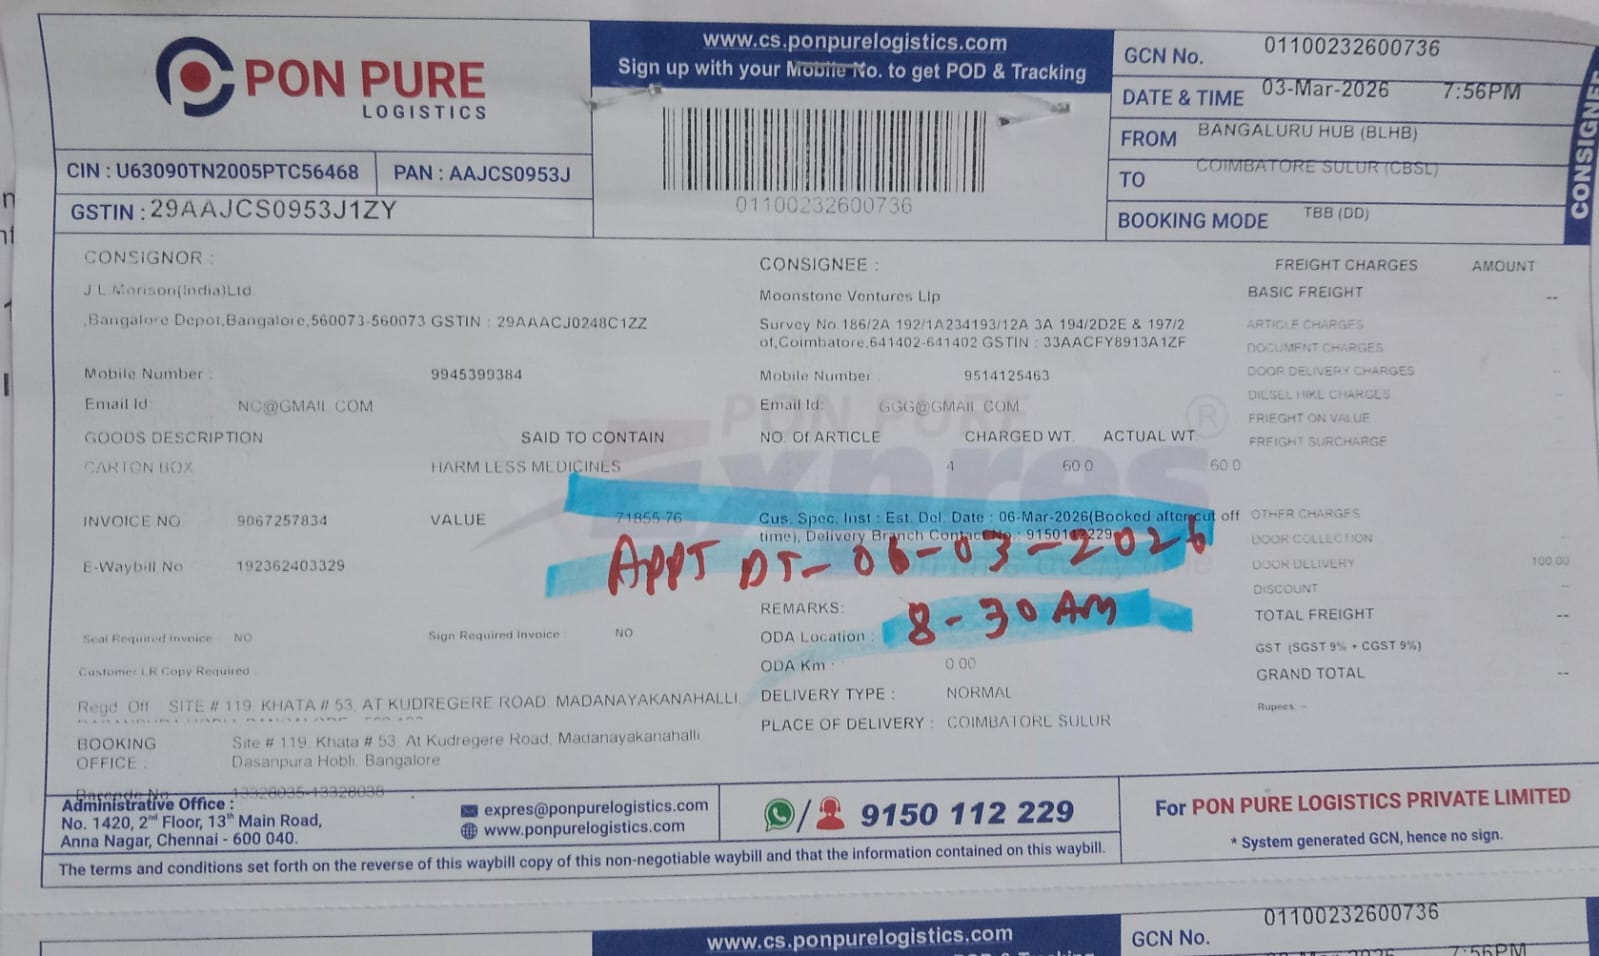 PON PURE
LOGISTICS
www.cs.ponpurelogistics.com
Sign up with your Mobile No. to get POD & Tracking
01100232600736
GCN No. 01100232600736
DATE & TIME 03-Mar-2026 7:56PM
FROM BANGALURU HUB (BLHB)
TO COIMBATORE SULUR (CBSL)
BOOKING MODE TBB (DD)
CONSIGNEE
CIN : U63090TN2005PTC56468 PAN : AAJCS0953J
GSTIN : 29AAJCS0953J1ZY
CONSIGNOR :
J L Morison(India)Ltd.
,Bangalore Depot,Bangalore,560073-560073 GSTIN : 29AAACJ0248C1ZZ
Mobile Number : 9945399384
Email Id: NC@GMAIL.COM
CONSIGNEE :
Moonstone Ventures Llp
Survey No.186/2A 192/1A234193/12A 3A 194/2D2E & 197/2
of,Coimbatore,641402-641402 GSTIN : 33AACFY8913A1ZF
Mobile Number : 9514125463
Email Id: GGG@GMAIL.COM
GOODS DESCRIPTION SAID TO CONTAIN NO. Of ARTICLE CHARGED WT. ACTUAL WT.
CARTON BOX HARM LESS MEDICINES 4 60.0 60.0
INVOICE NO. 9067257834 VALUE 71855.76
Cus. Spec. Inst : Est. Del. Date : 06-Mar-2026(Booked after cut off
time), Delivery Branch Contact No : 9150112229
E-Waybill No 192362403329
APPT DT- 06-03-2026
8-30 AM
REMARKS:
ODA Location :
ODA Km : 0.00
Seal Required Invoice NO Sign Required Invoice : NO
Customer LR Copy Required :
DELIVERY TYPE : NORMAL
PLACE OF DELIVERY : COIMBATORE SULUR
Regd. Off SITE # 119, KHATA # 53, AT KUDREGERE ROAD, MADANAYAKANAHALLI
BOOKING OFFICE : Site # 119, Khata # 53, At Kudregere Road, Madanayakanahalli,
Dasanpura Hobli, Bangalore
13328035-13328038
FREIGHT CHARGES AMOUNT
BASIC FREIGHT --
ARTICLE CHARGES
DOCUMENT CHARGES
DOOR DELIVERY CHARGES
DIESEL HIKE CHARGES
FRIEGHT ON VALUE
FREIGHT SURCHARGE
OTHER CHARGES
DOOR COLLECTION
DOOR DELIVERY 100.00
DISCOUNT
TOTAL FREIGHT --
GST (SGST 9% + CGST 9%)
GRAND TOTAL --
Rupees: --
Administrative Office :
No. 1420, 2nd Floor, 13th Main Road,
Anna Nagar, Chennai - 600 040.
expres@ponpurelogistics.com
www.ponpurelogistics.com
9150 112 229
For PON PURE LOGISTICS PRIVATE LIMITED
* System generated GCN, hence no sign.
The terms and conditions set forth on the reverse of this waybill copy of this non-negotiable waybill and that the information contained on this waybill.
www.cs.ponpurelogistics.com
GCN No. 01100232600736
7:56PM